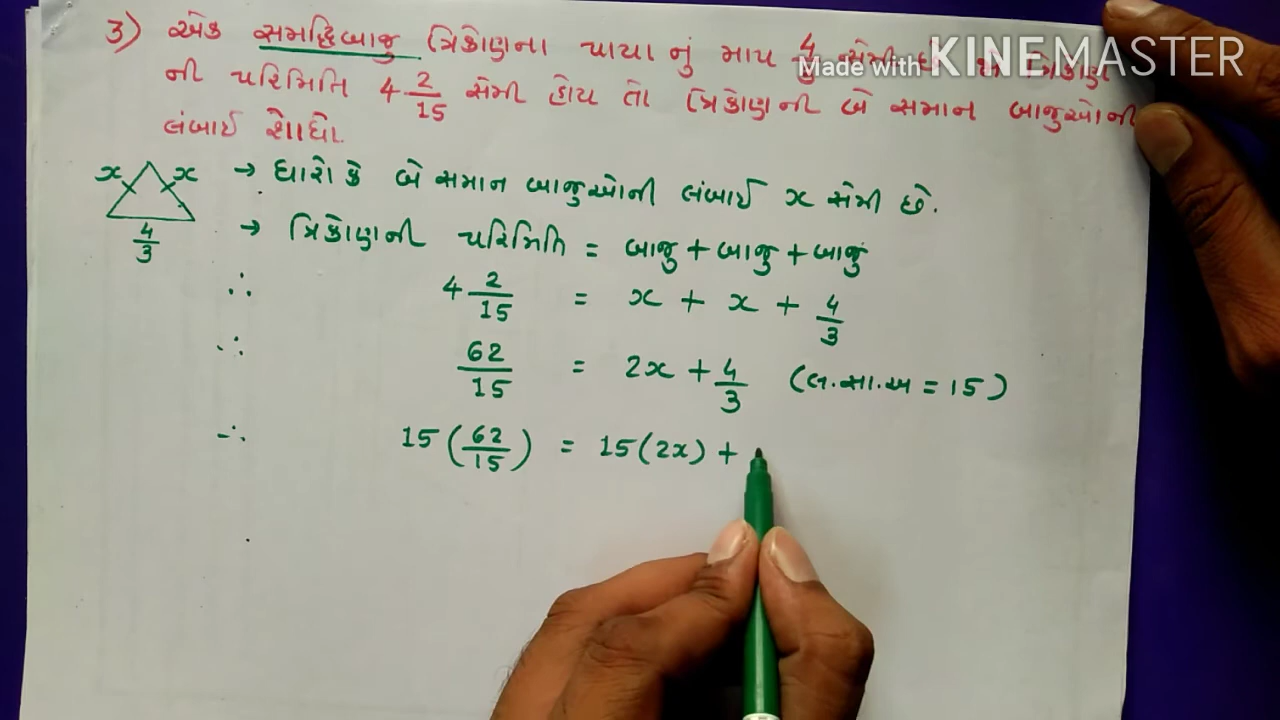 3) એક સમદ્વિબાજુ ત્રિકોણના પાયા નું માપ 4/3 સેમી
ની પરિમિતિ 4 2/15 સેમી હોય તો ત્રિકોણની બે સમાન બાજુઓની
લંબાઈ શોધો.
Made with KINEMASTER
x x
4/3
→ ધારો કે બે સમાન બાજુઓની લંબાઈ x સેમી છે.
→ ત્રિકોણની પરિમિતિ = બાજુ + બાજુ + બાજુ
∴ 4 2/15 = x + x + 4/3
∴ 62/15 = 2x + 4/3 (લ.સા.અ = 15)
∴ 15(62/15) = 15(2x) +